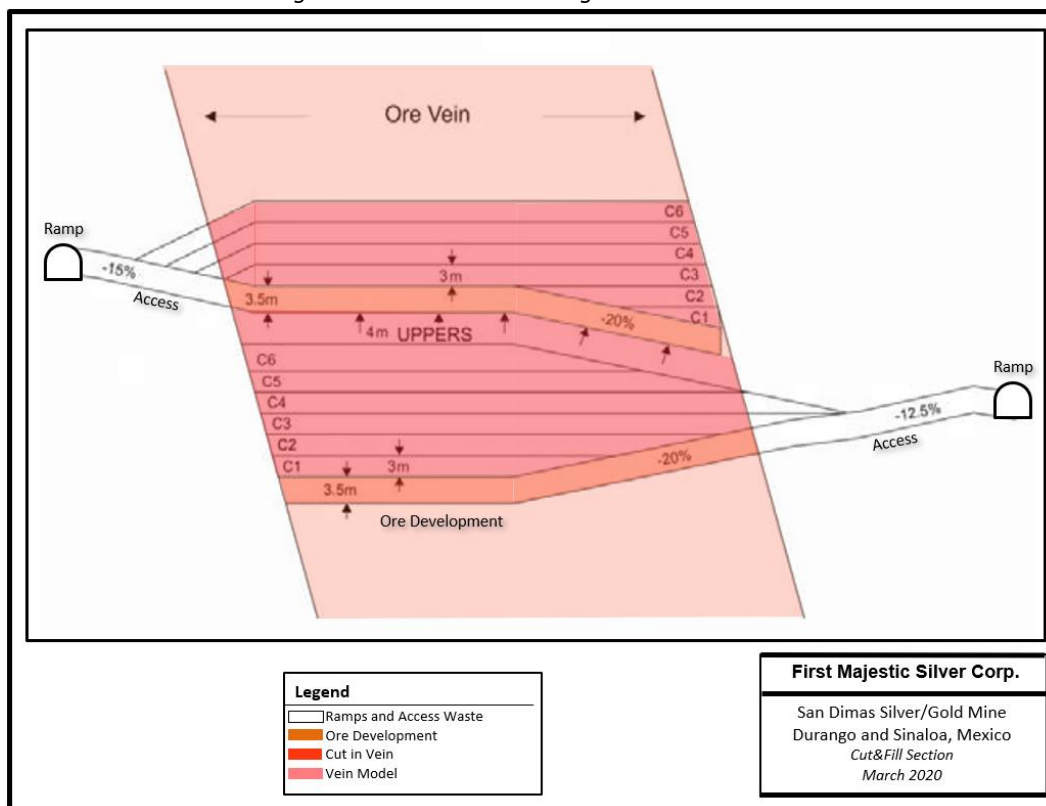 Ore Vein
Ramp
-15%
Access
3.5m
3m
C6
C5
C4
C3
C2
C1
-20%
4m UPPERS
C6
C5
C4
C3
C2
C1
3m
3.5m
Ore Development
-20%
Ramp
-12.5%
Access
Legend
Ramps and Access Waste
Ore Development
Cut in Vein
Vein Model
First Majestic Silver Corp.
San Dimas Silver/Gold Mine
Durango and Sinaloa, Mexico
Cut&Fill Section
March 2020